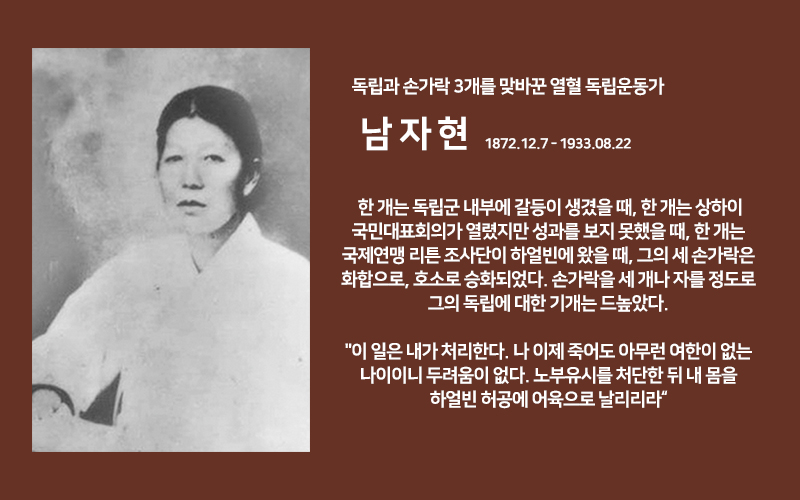 독립과 손가락 3개를 맞바꾼 열혈 독립운동가
남자현 1872.12.7 - 1933.08.22
한 개는 독립군 내부에 갈등이 생겼을 때, 한 개는 상하이
국민대표회의가 열렸지만 성과를 보지 못했을 때, 한 개는
국제연맹 리튼 조사단이 하얼빈에 왔을 때, 그의 세 손가락은
화합으로, 호소로 승화되었다. 손가락을 세 개나 자를 정도로
그의 독립에 대한 기개는 드높았다.
"이 일은 내가 처리한다. 나 이제 죽어도 아무런 여한이 없는
나이이니 두려움이 없다. 노부유시를 처단한 뒤 내 몸을
하얼빈 허공에 어육으로 날리리라“